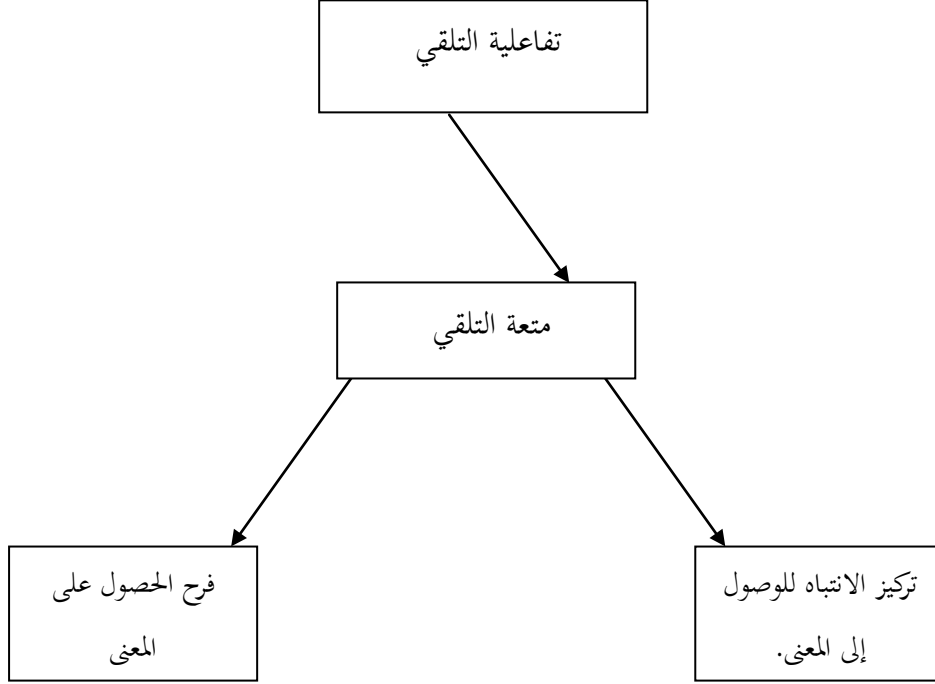 تفاعلية التلقي
متعة التلقي
تركيز الانتباه للوصول
إلى المعنى.
فرح الحصول على
المعنى